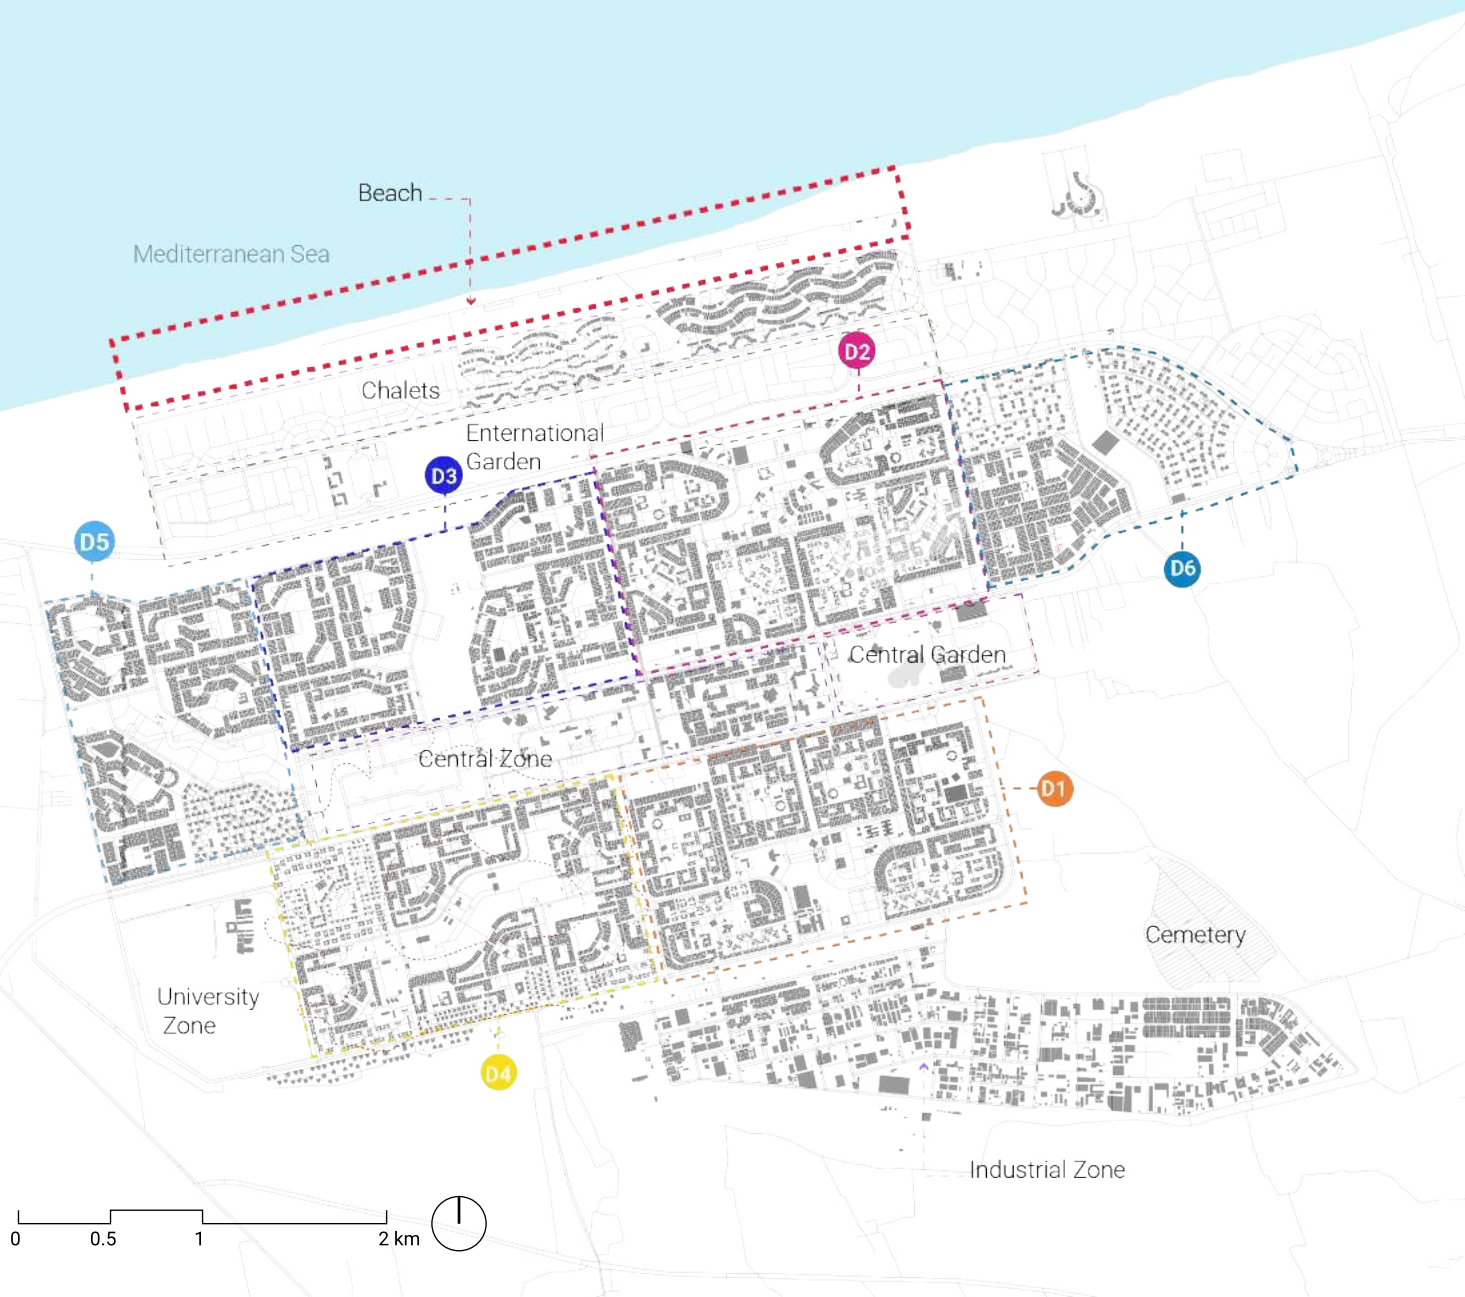 Beach
Mediterranean Sea
D2
Chalets
Enternational
Garden
D3
D5
D6
Central Garden
Central Zone
D1
Cemetery
University
Zone
D4
Industrial Zone
0 0.5 1 2 km